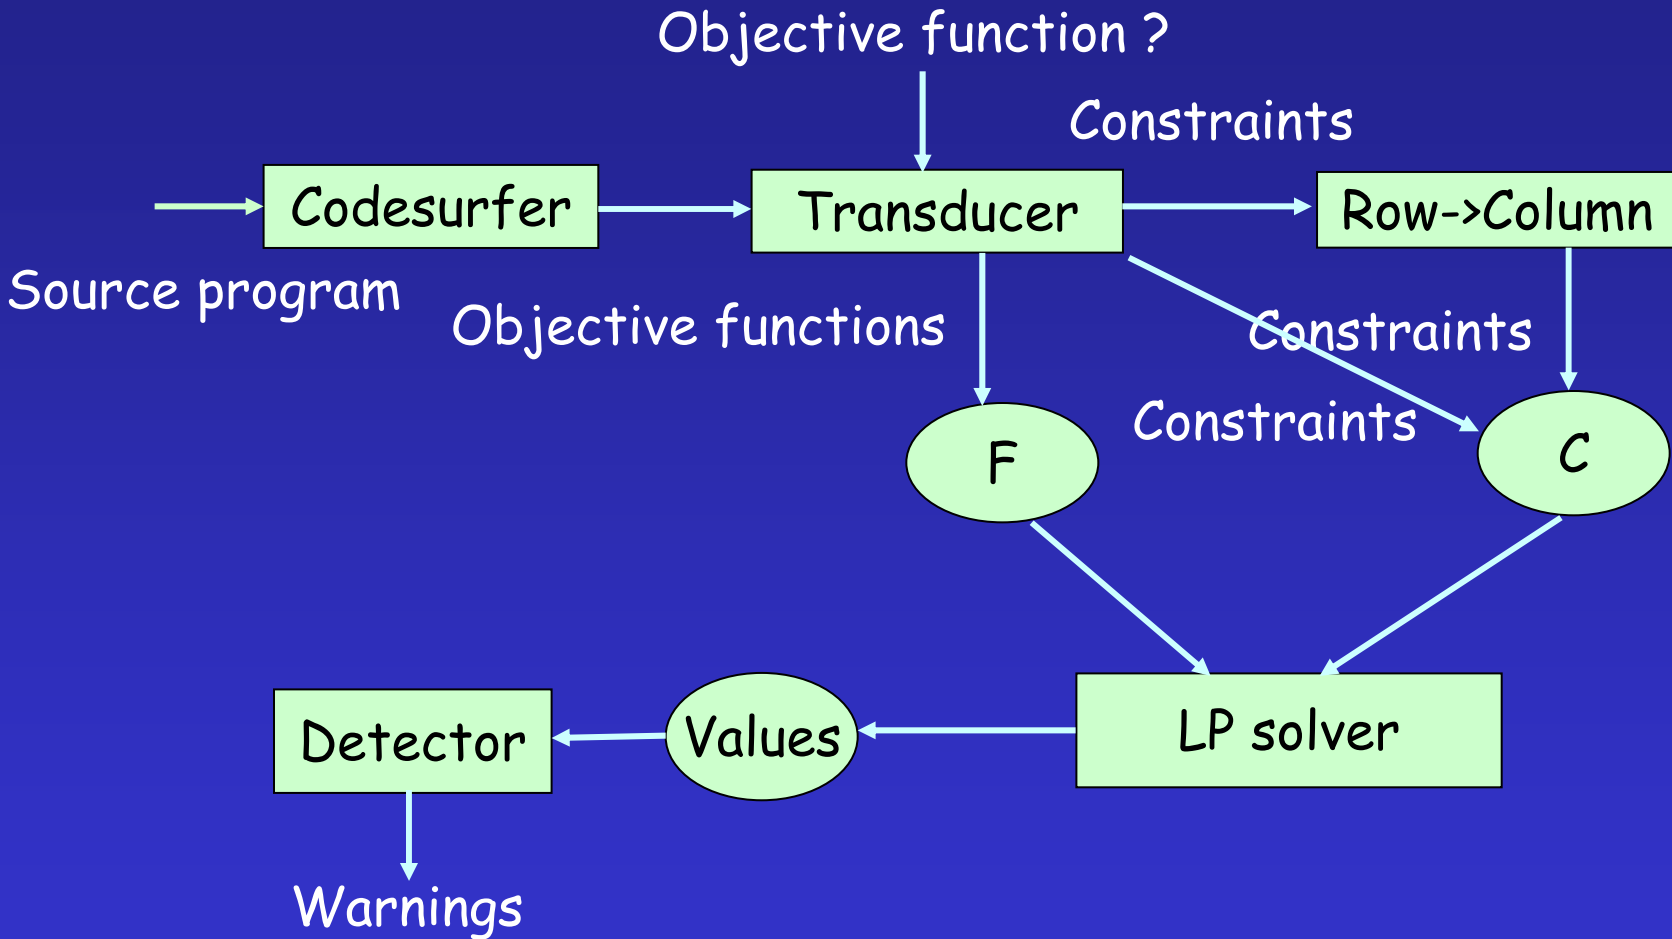 Objective function ?
Constraints
Codesurfer
Transducer
Row->Column
Source program
Objective functions
Constraints
Constraints
F
C
Detector
Values
LP solver
Warnings